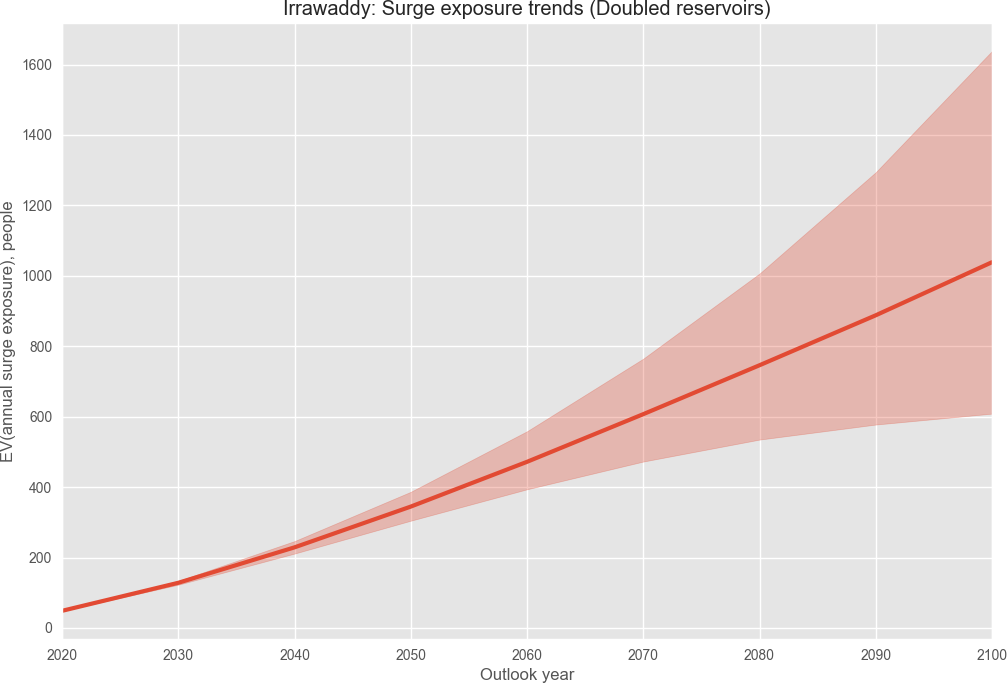 Irrawaddy: Surge exposure trends (Doubled reservoirs)
EV(annual surge exposure), people
1600
1400
1200
1000
800
600
400
200
0
2020 2030 2040 2050 2060 2070 2080 2090 2100
Outlook year